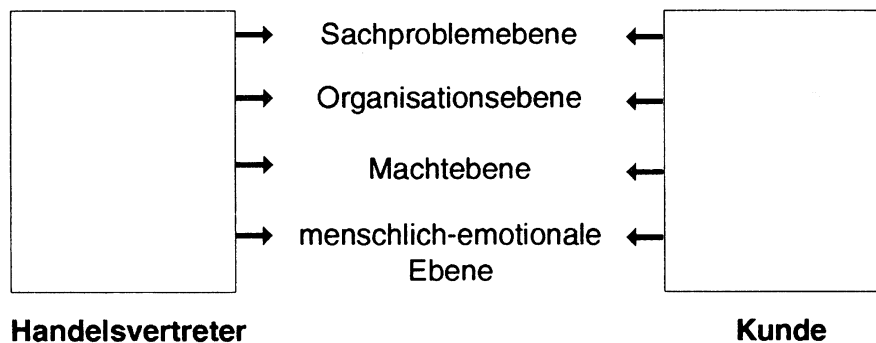 Sachproblemebene
Organisationsebene
Machtebene
menschlich-emotionale
Ebene
Handelsvertreter
Kunde